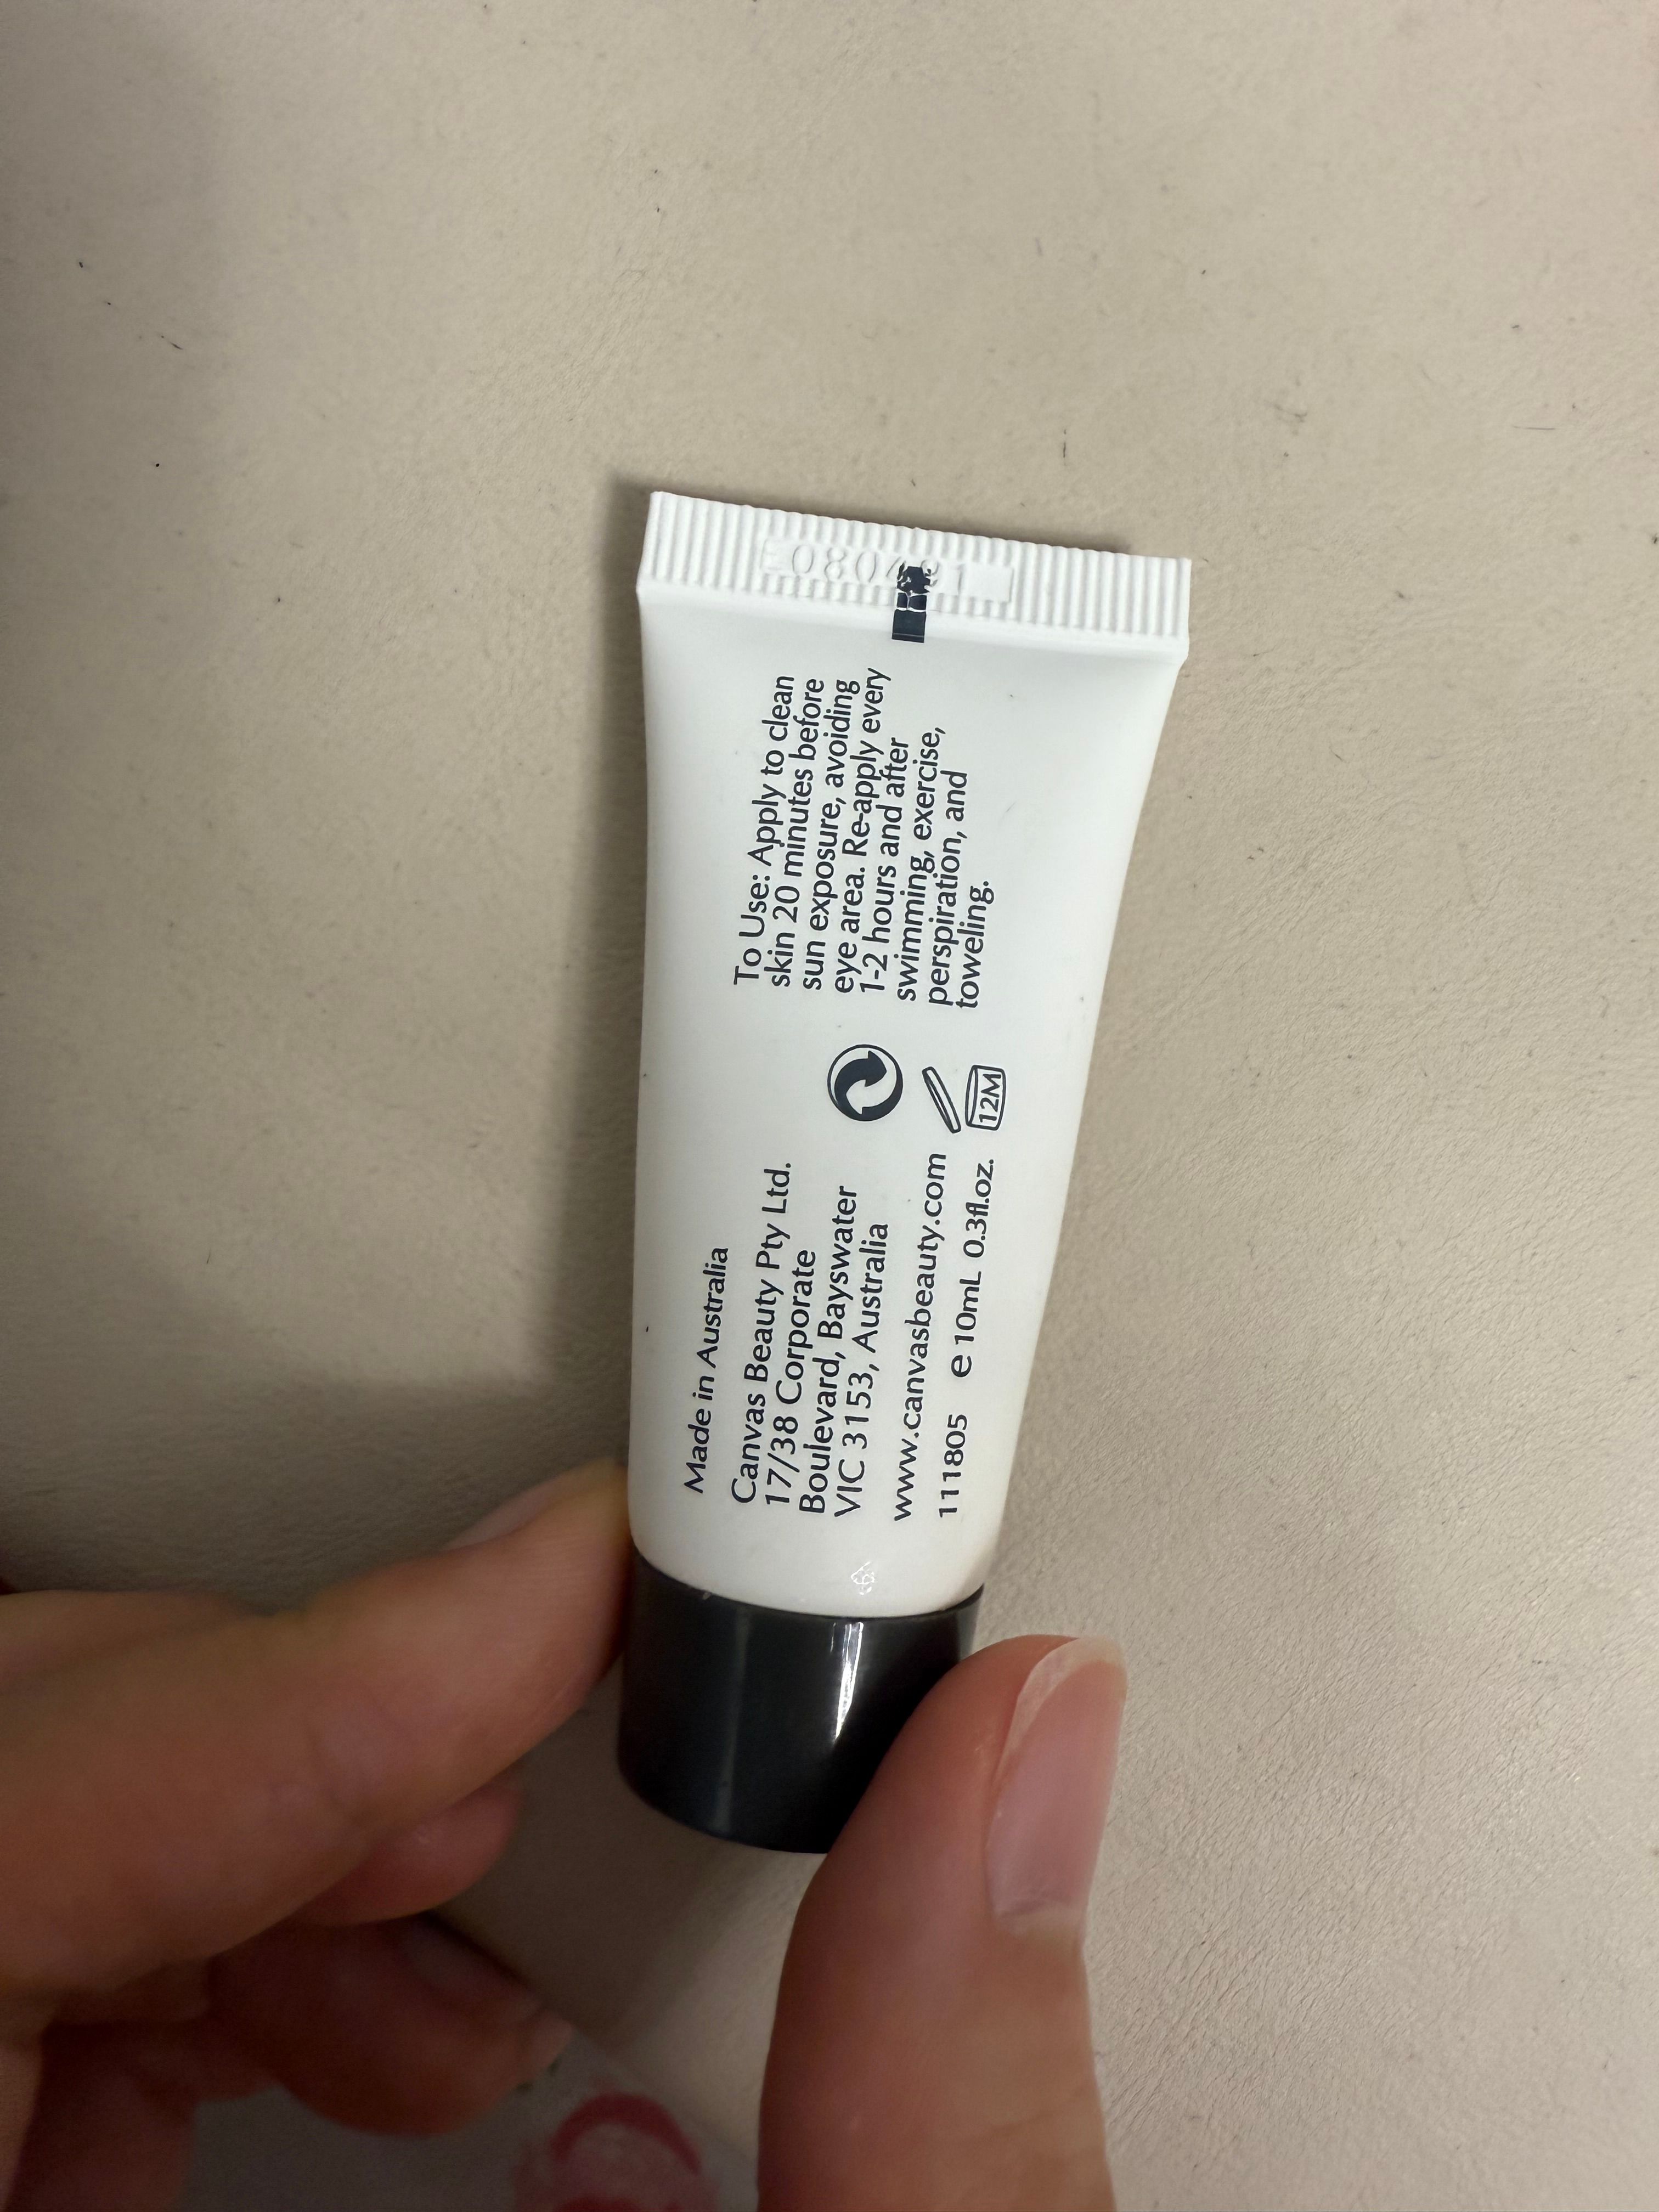 To Use: Apply to clean
skin 20 minutes before
sun exposure, avoiding
eye area. Re-apply every
1-2 hours and after
swimming, exercise,
perspiration, and
toweling.
12M
Made in Australia
Canvas Beauty Pty Ltd.
17/38 Corporate
Boulevard, Bayswater
VIC 3153, Australia
www.canvasbeauty.com
111805 e 10mL 0.3fl.oz.